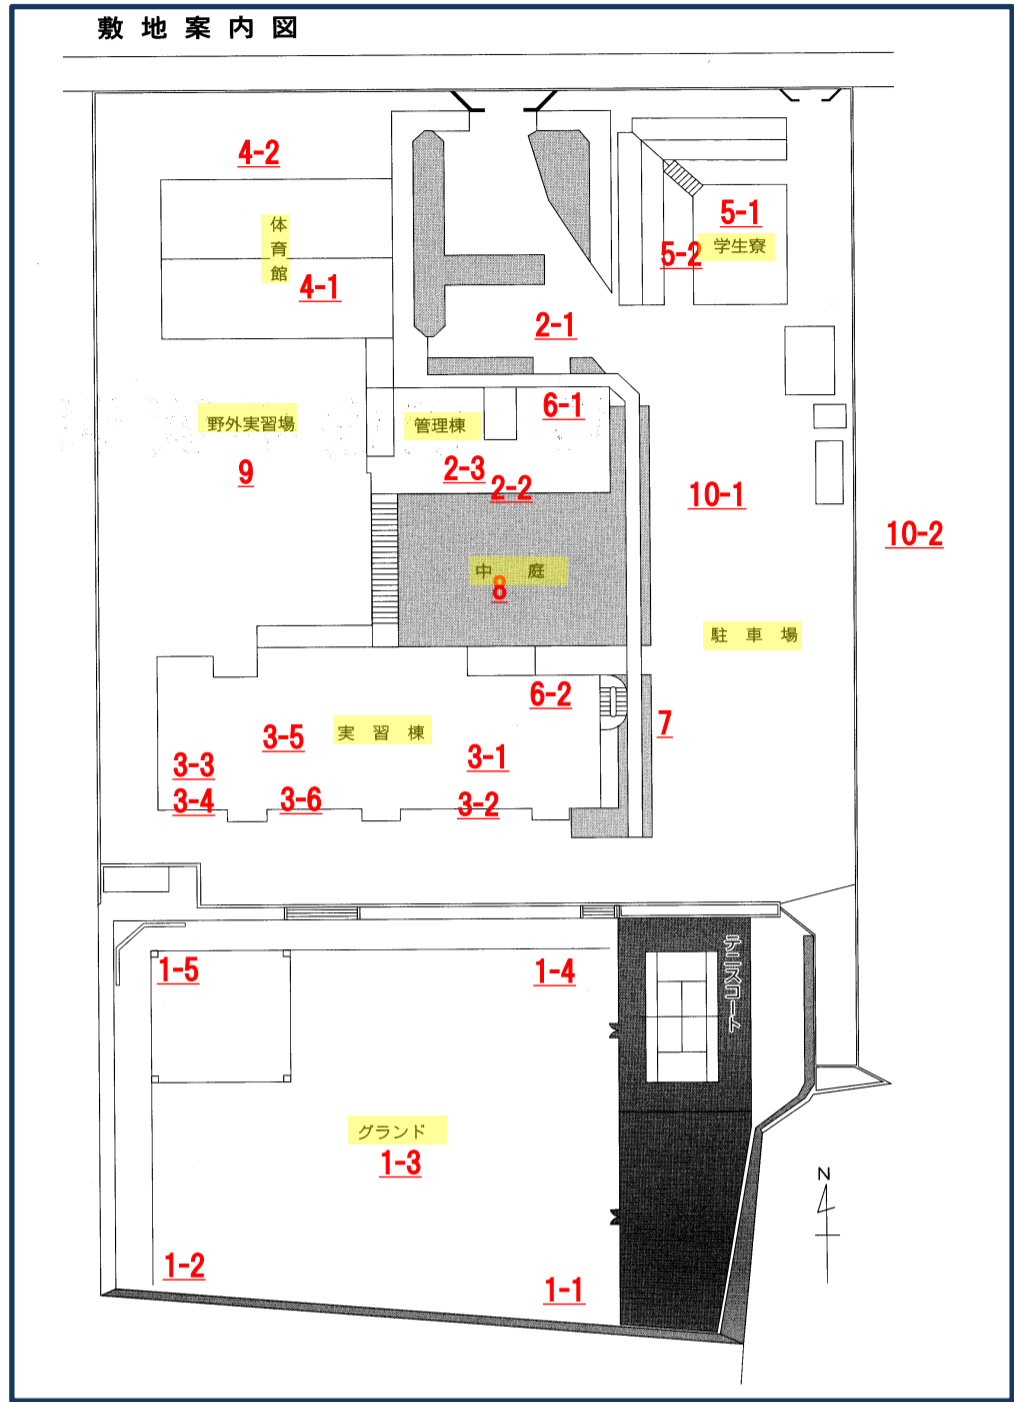 敷地案内図
4-2
体育館
4-1
5-1
学生寮
5-2
2-1
6-1
野外実習場
管理棟
9
2-3
2-2
10-1
10-2
中庭
8
駐車場
6-2
7
実習棟
3-5
3-1
3-3
3-4
3-6
3-2
テニスコート
1-5
1-4
グランド
1-3
N
1-2
1-1